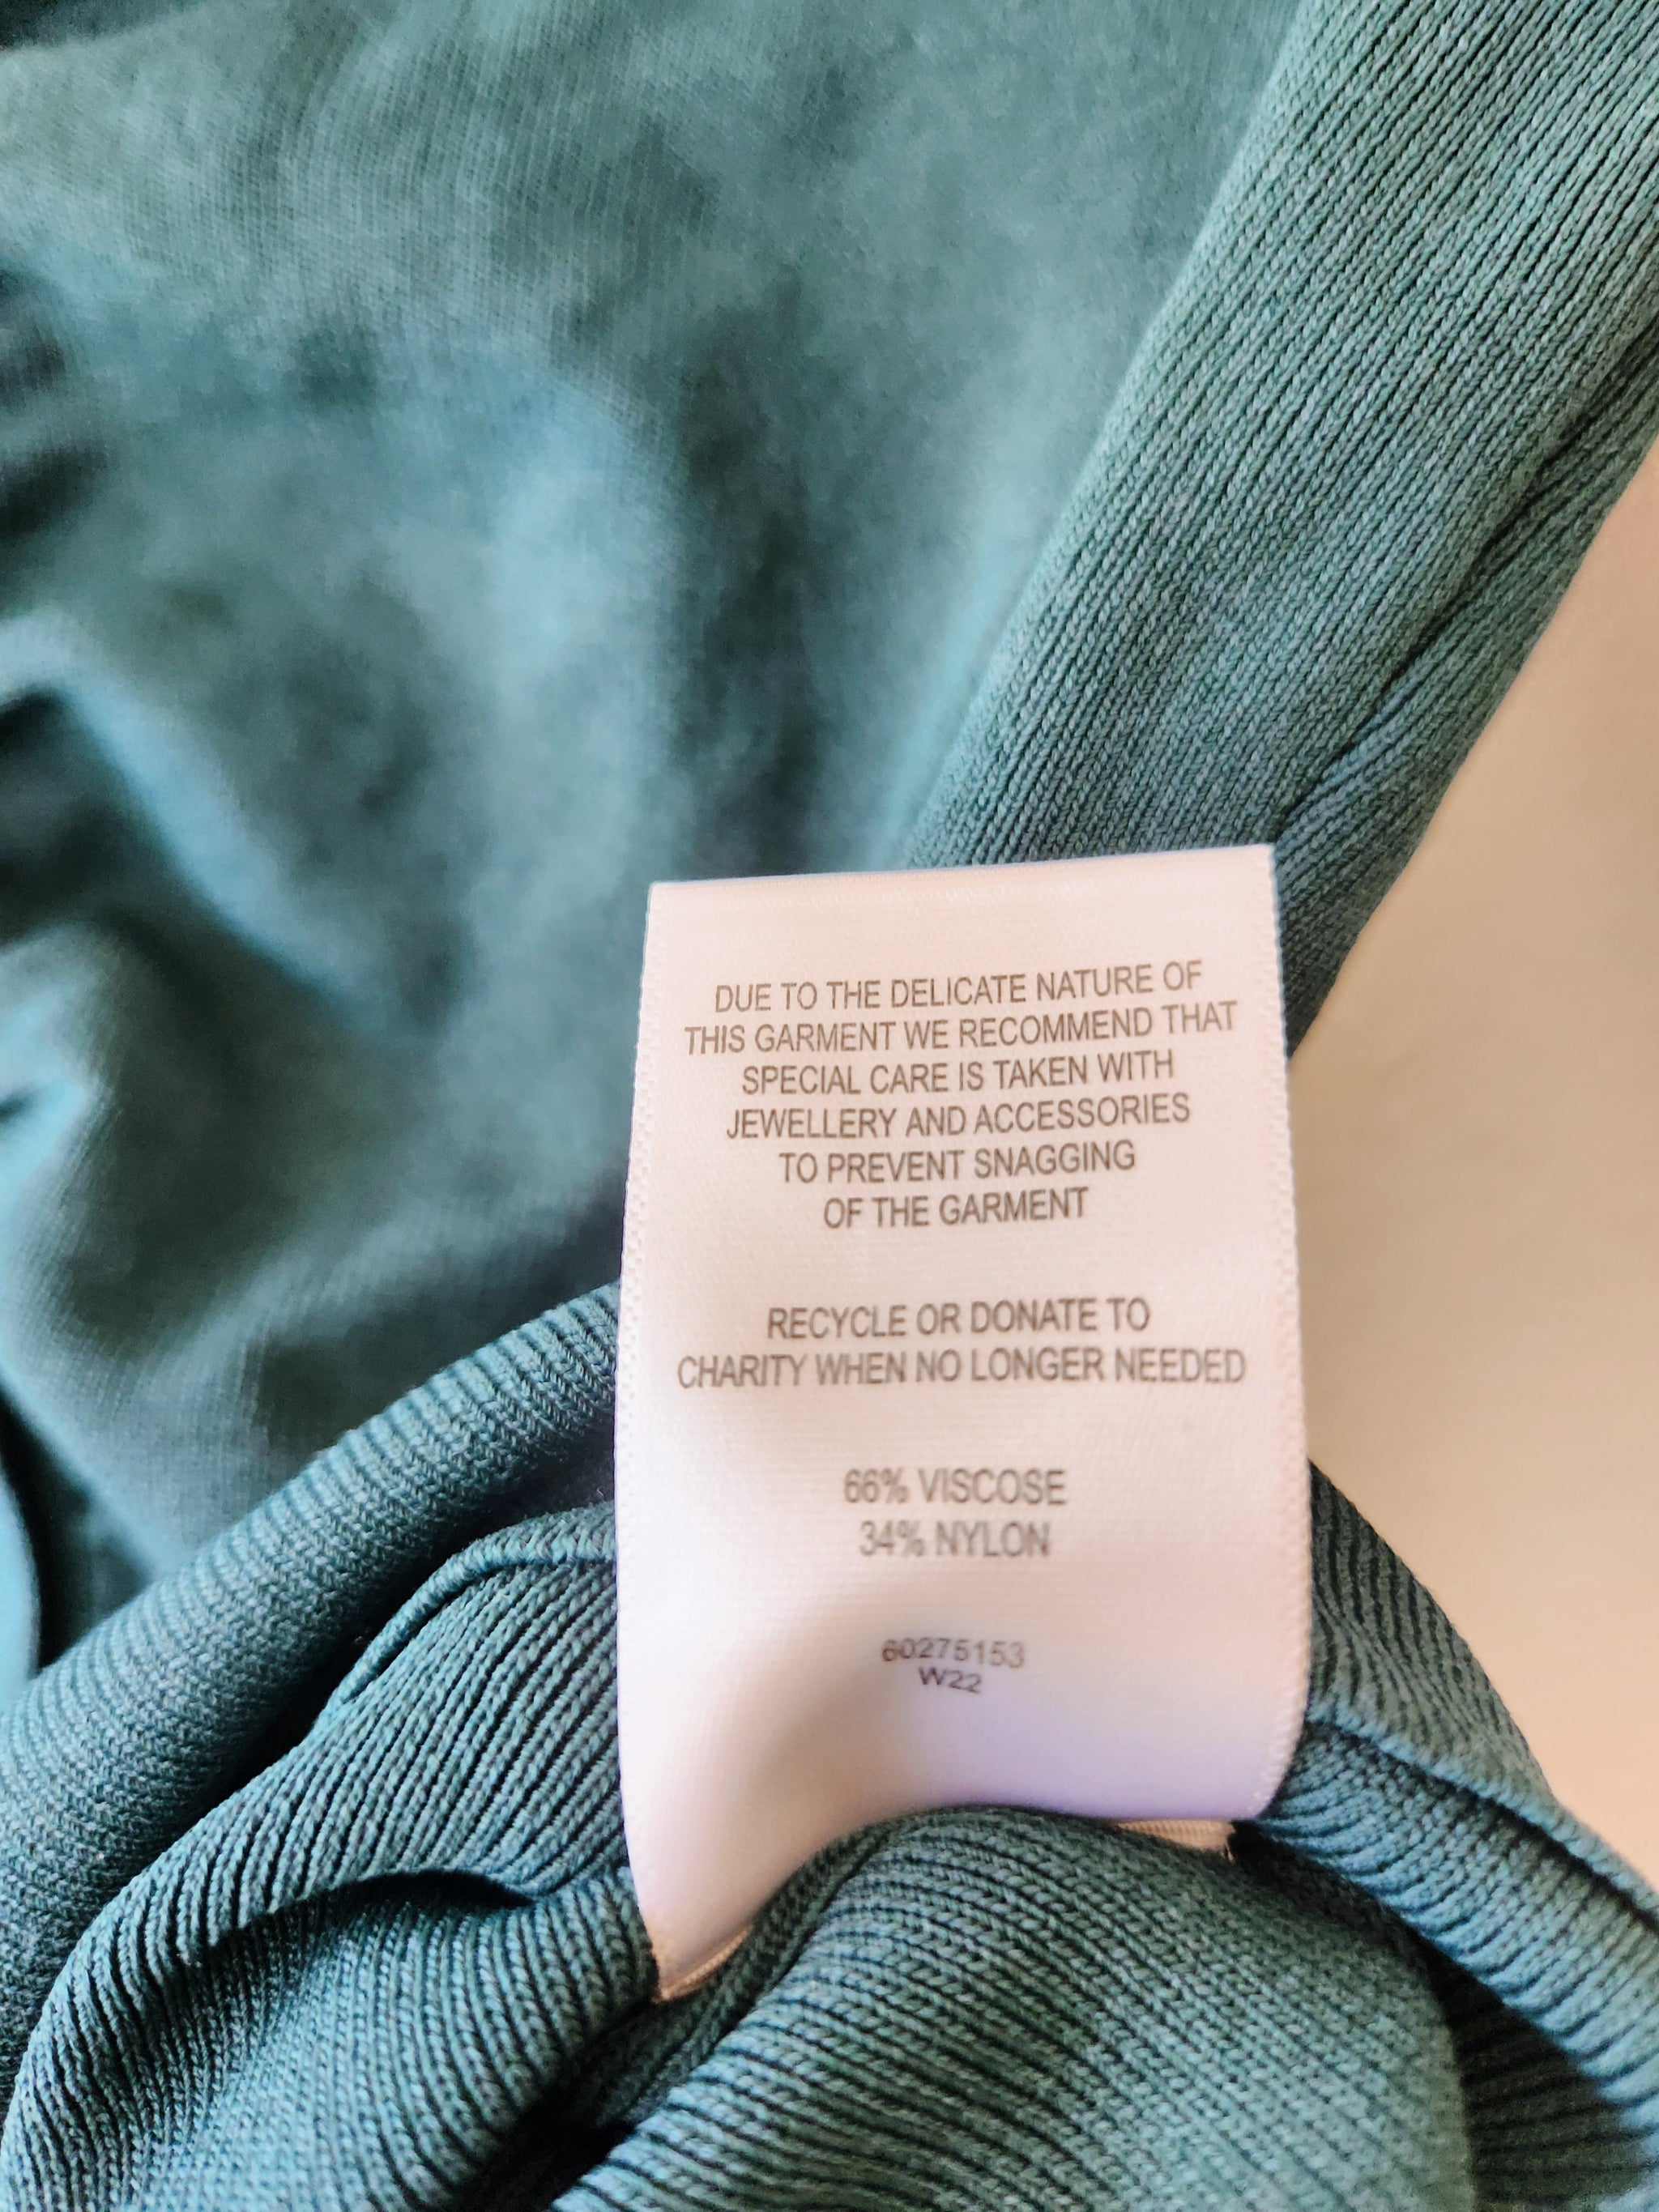 DUE TO THE DELICATE NATURE OF
THIS GARMENT WE RECOMMEND THAT
SPECIAL CARE IS TAKEN WITH
JEWELLERY AND ACCESSORIES
TO PREVENT SNAGGING
OF THE GARMENT
RECYCLE OR DONATE TO
CHARITY WHEN NO LONGER NEEDED
66% VISCOSE
34% NYLON
60275153
W22